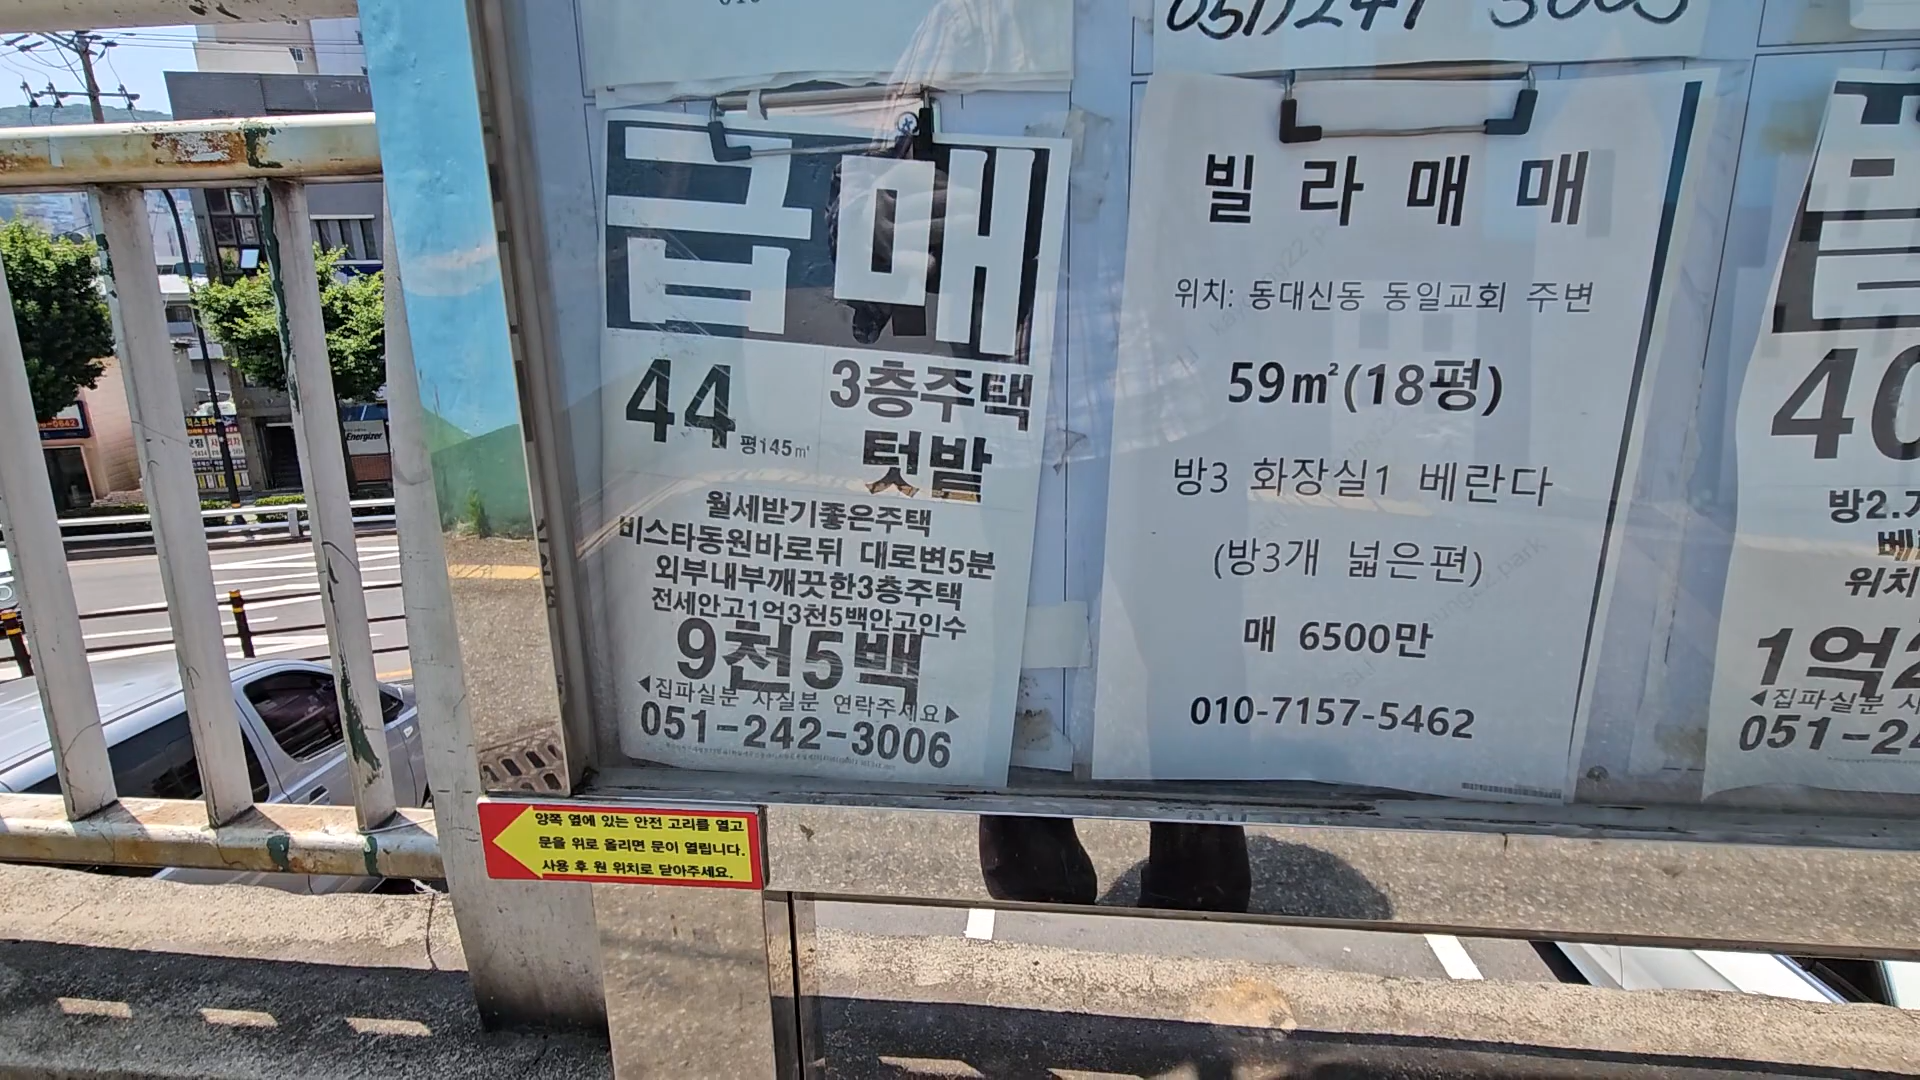 051)247-3003
급매
44
평145㎡
3층주택
텃밭
월세받기좋은주택
비스타동원바로뒤 대로변5분
외부내부깨끗한3층주택
전세안고1억3천5백안고인수
9천5백
◀집파실분 사실분 연락주세요▶
051-242-3006
빌라매매
위치: 동대신동 동일교회 주변
59㎡(18평)
방3 화장실1 베란다
(방3개 넓은편)
매 6500만
010-7157-5462
40
방2.
위치
1억2
◀집파실분 사
051-24
양쪽 옆에 있는 안전 고리를 열고
문을 위로 올리면 문이 열립니다.
사용 후 원 위치로 닫아주세요.
Energizer